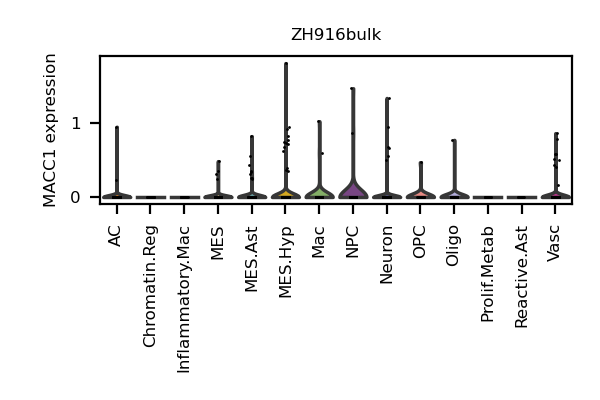 ZH916bulk
MACC1 expression
1
0
AC
Chromatin.Reg
Inflammatory.Mac
MES
MES.Ast
MES.Hyp
Mac
NPC
Neuron
OPC
Oligo
Prolif.Metab
Reactive.Ast
Vasc